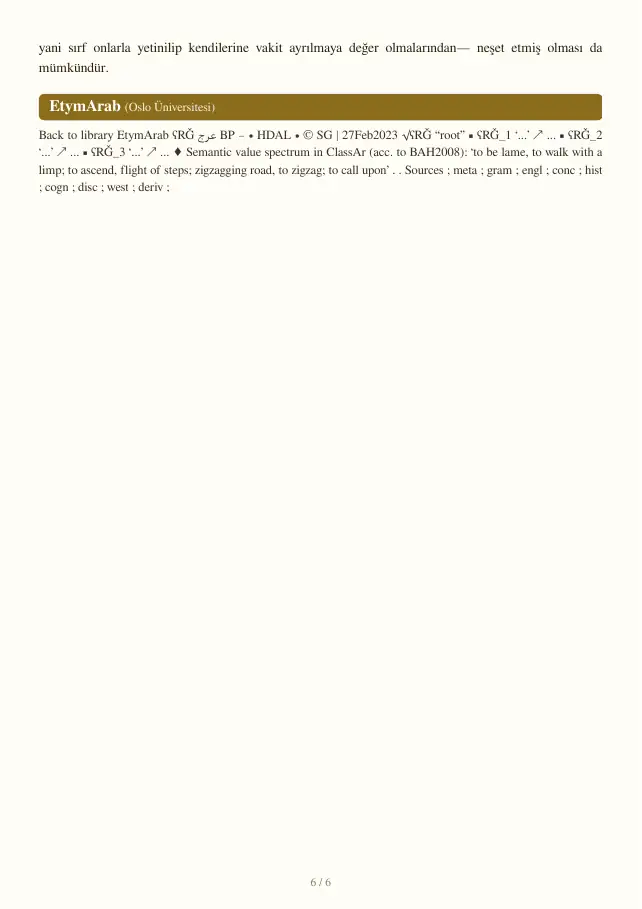 yani sırf onlarla yetinilip kendilerine vakit ayrılmaya değer olmalarından— neşet etmiş olması da
mümkündür.
EtymArab (Oslo Üniversitesi)
Back to library EtymArab ʕRǦ عرج BP – • HDAL • © SG | 27Feb2023 √ʕRǦ “root” ▪ ʕRǦ_1 ‘...’ ↗ ... ▪ ʕRǦ_2
‘...’ ↗ ... ▪ ʕRǦ_3 ‘...’ ↗ ... ♦ Semantic value spectrum in ClassAr (acc. to BAH2008): ‘to be lame, to walk with a
limp; to ascend, flight of steps; zigzagging road, to zigzag; to call upon’ . . Sources ; meta ; gram ; engl ; conc ; hist
; cogn ; disc ; west ; deriv ;
6 / 6